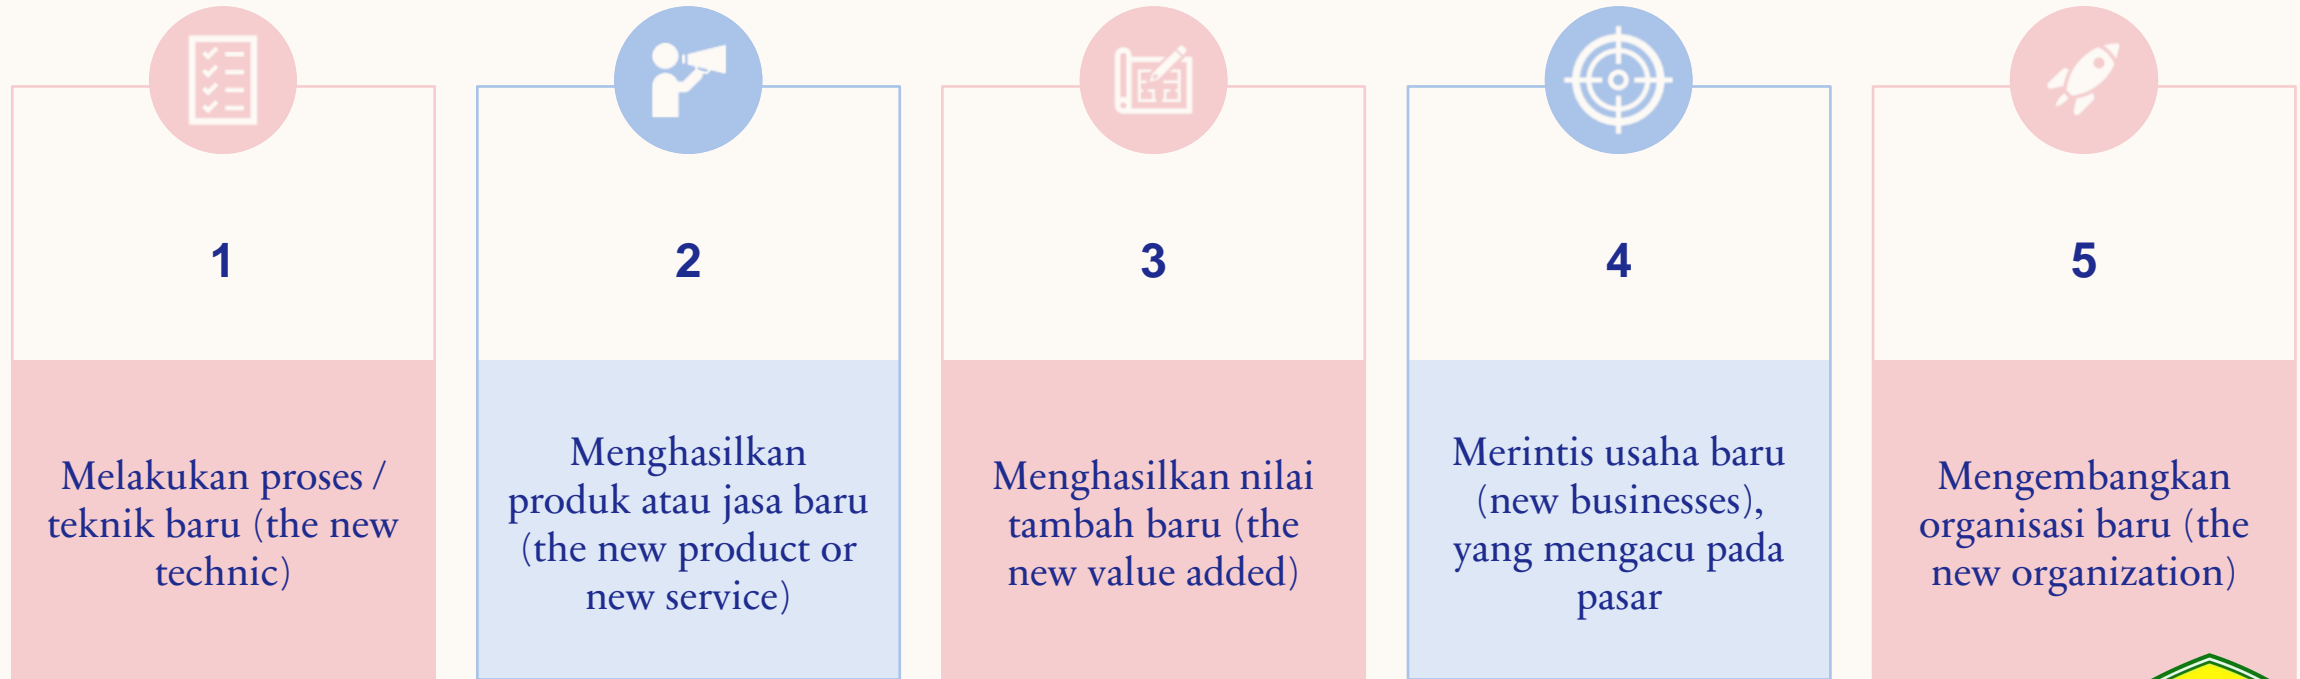 1
Melakukan proses /
teknik baru (the new
technic)
2
Menghasilkan
produk atau jasa baru
(the new product or
new service)
3
Menghasilkan nilai
tambah baru (the
new value added)
4
Merintis usaha baru
(new businesses),
yang mengacu pada
pasar
5
Mengembangkan
organisasi baru (the
new organization)